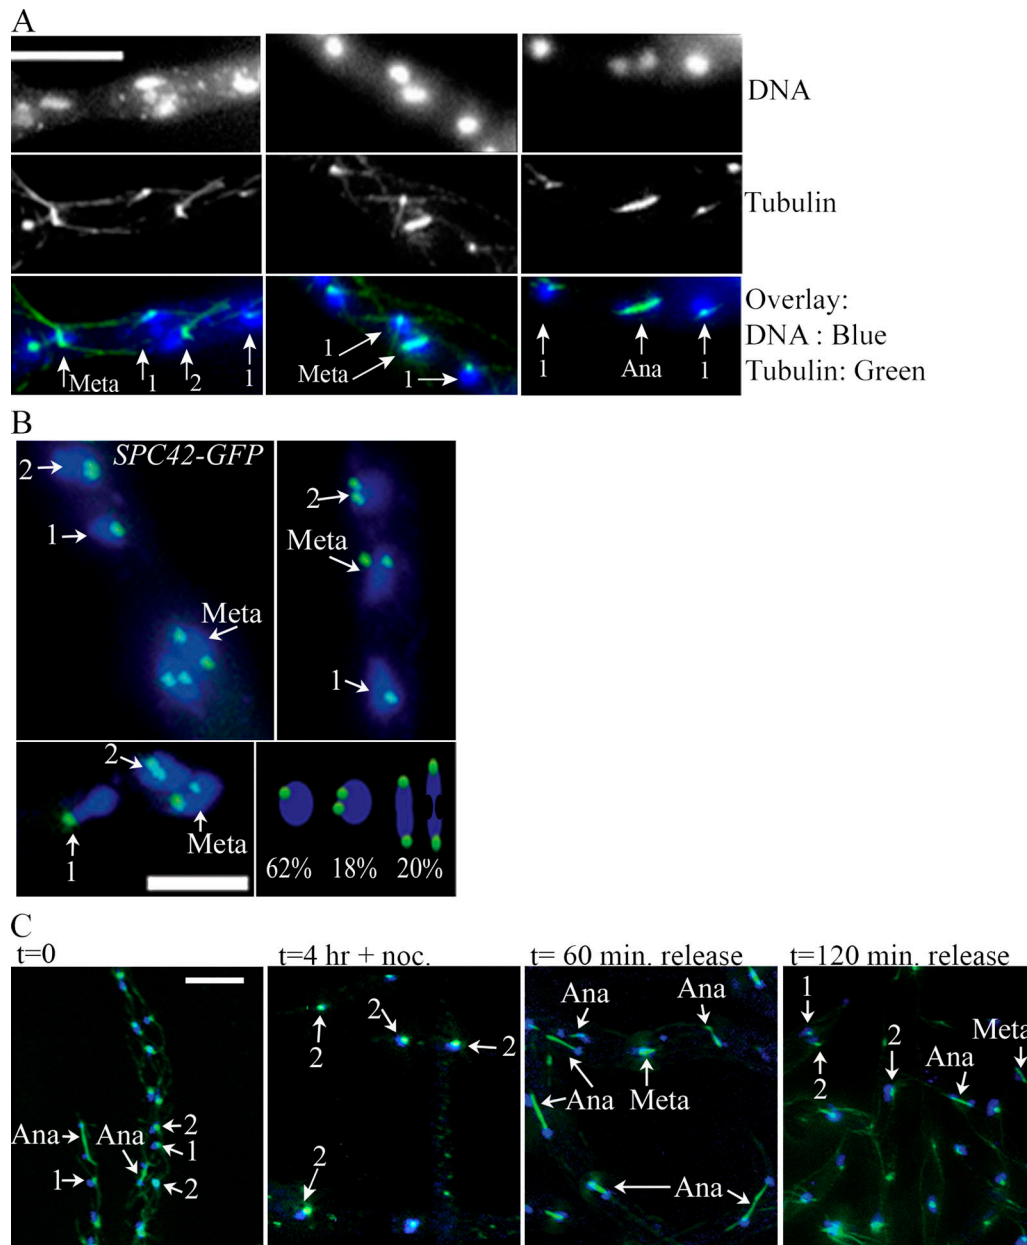 A
DNA
Tubulin
Meta 1 2 1
1
Meta
1
1 Ana 1
Overlay:
DNA : Blue
Tubulin: Green
B
SPC42-GFP
2
1
Meta
2
Meta
1
2
Meta
1
62% 18% 20%
C
t=0
t=4 hr + noc.
t= 60 min. release
t=120 min. release
Ana Ana 2
1
1 2
2
2 2
2
Ana Ana
Ana Meta
Ana
1
2
2
Ana
Meta